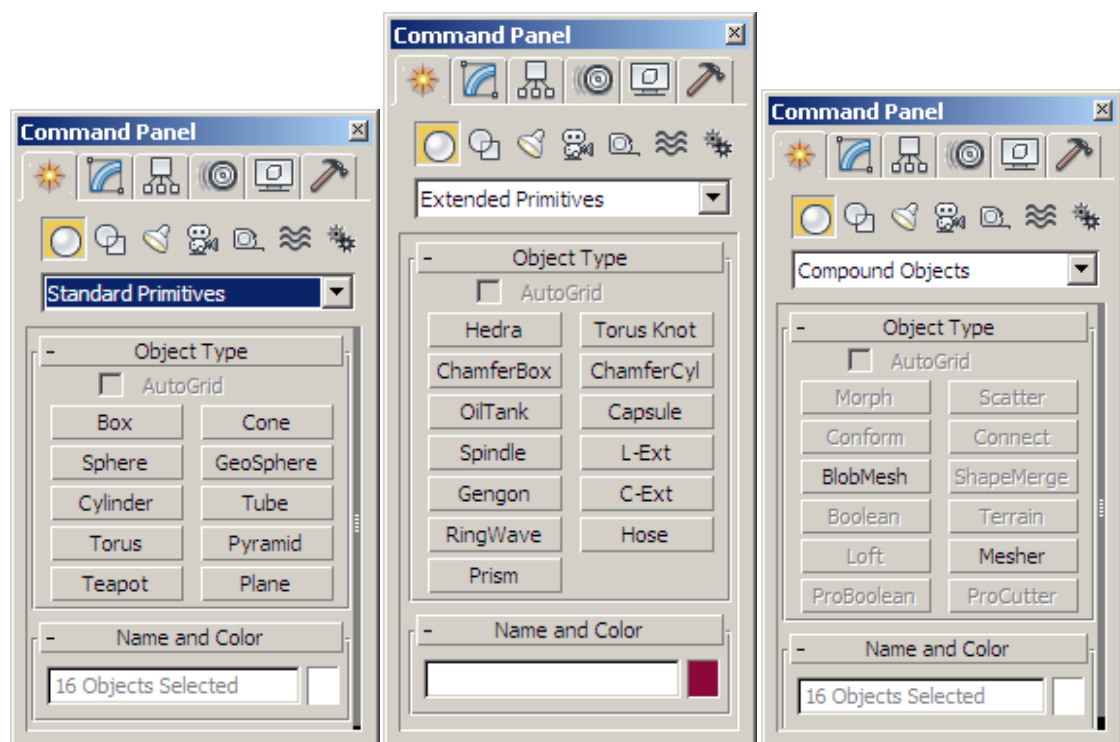 Command Panel
Standard Primitives
- Object Type
AutoGrid
Box Cone
Sphere GeoSphere
Cylinder Tube
Torus Pyramid
Teapot Plane
- Name and Color
16 Objects Selected
Command Panel
Extended Primitives
- Object Type
AutoGrid
Hedra Torus Knot
ChamferBox ChamferCyl
OilTank Capsule
Spindle L-Ext
Gengon C-Ext
RingWave Hose
Prism
- Name and Color
Command Panel
Compound Objects
- Object Type
AutoGrid
Morph Scatter
Conform Connect
BlobMesh ShapeMerge
Boolean Terrain
Loft Mesher
ProBoolean ProCutter
- Name and Color
16 Objects Selected